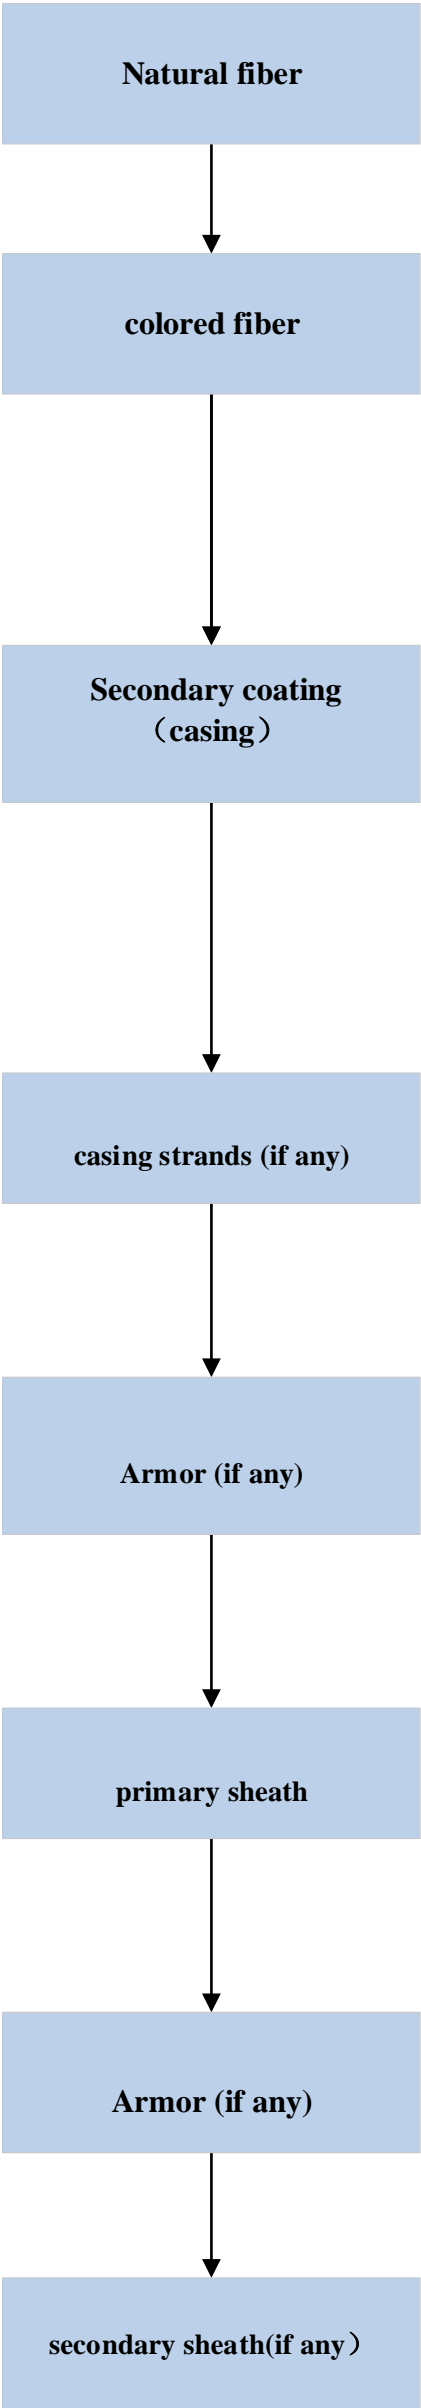 Natural fiber
colored fiber
Secondary coating
（casing）
casing strands (if any)
Armor (if any)
primary sheath
Armor (if any)
secondary sheath(if any）